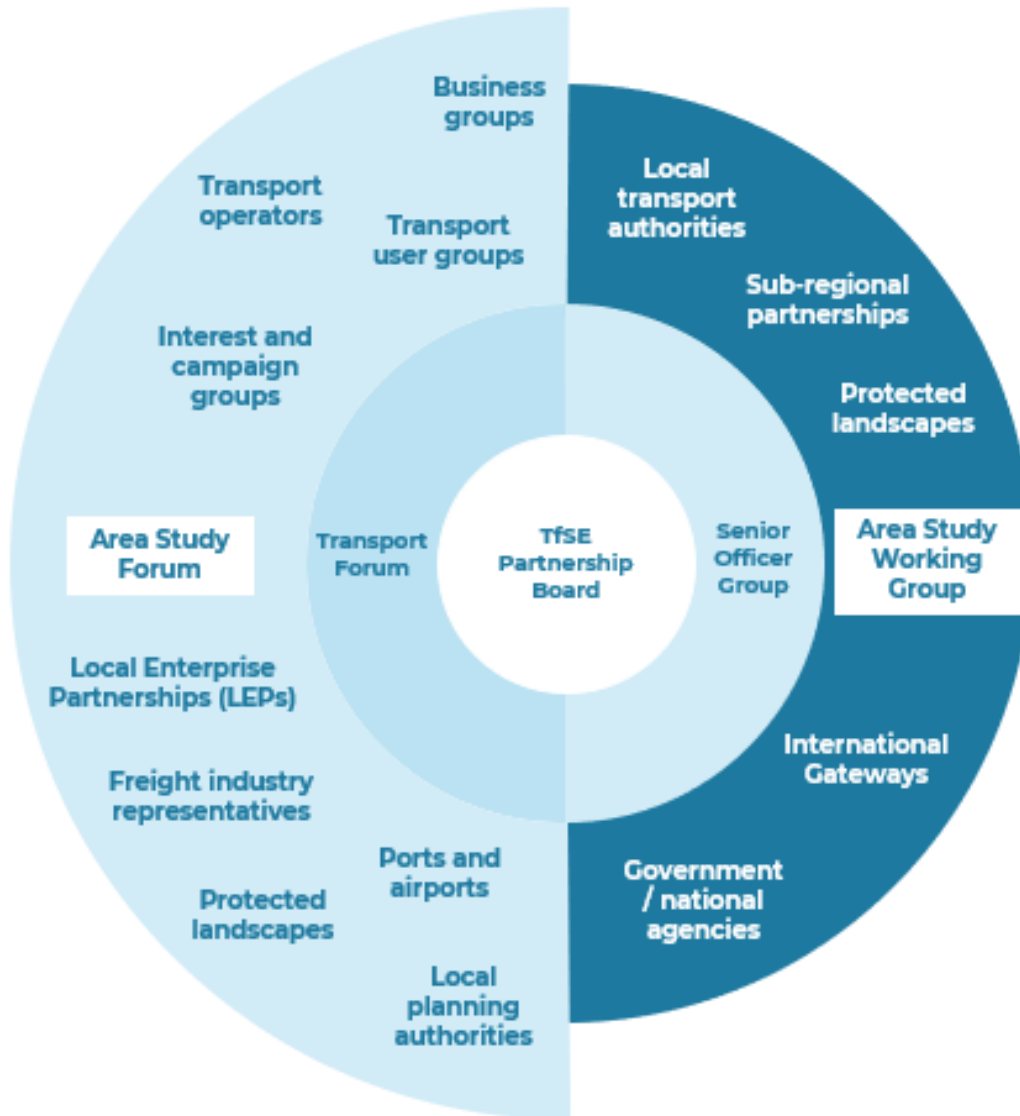 Business
groups
Transport
operators
Transport
user groups
Interest and
campaign
groups
Area Study
Forum
Local Enterprise
Partnerships (LEPs)
Freight industry
representatives
Ports and
airports
Protected
landscapes
Local
planning
authorities
Transport
Forum
TfSE
Partnership
Board
Senior
Officer
Group
Local
transport
authorities
Sub-regional
partnerships
Protected
landscapes
Area Study
Working
Group
International
Gateways
Government
/ national
agencies